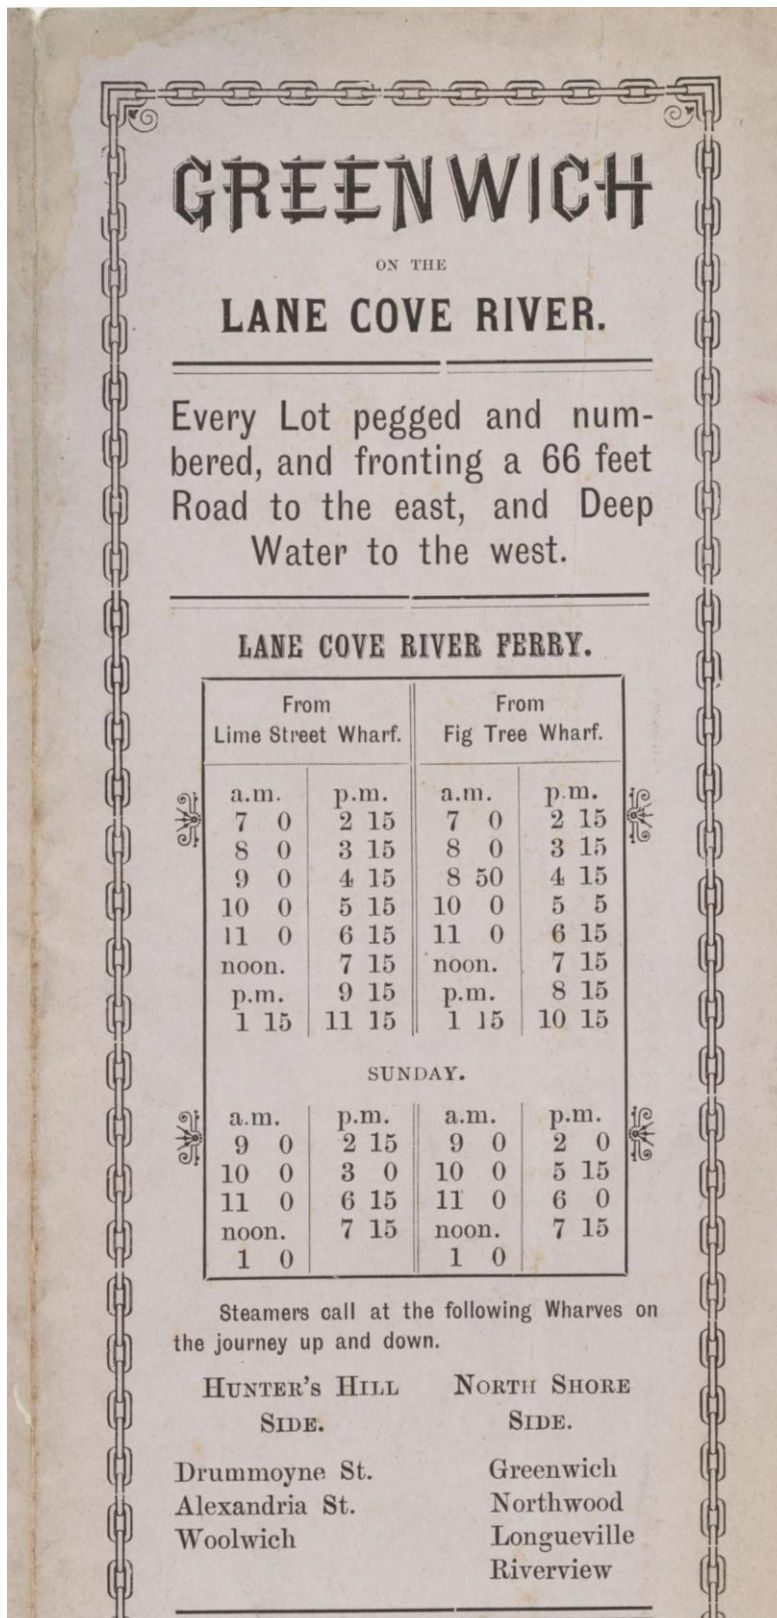 GREENWICH
ON THE
LANE COVE RIVER.
Every Lot pegged and num-
bered, and fronting a 66 feet
Road to the east, and Deep
Water to the west.
LANE COVE RIVER FERRY.
From From
Lime Street Wharf. Fig Tree Wharf.
a.m. p.m. a.m. p.m.
7 0 2 15 7 0 2 15
8 0 3 15 8 0 3 15
9 0 4 15 8 50 4 15
10 0 5 15 10 0 5 5
11 0 6 15 11 0 6 15
noon. 7 15 noon. 7 15
p.m. 9 15 p.m. 8 15
1 15 11 15 1 15 10 15
SUNDAY.
a.m. p.m. a.m. p.m.
9 0 2 15 9 0 2 0
10 0 3 0 10 0 5 15
11 0 6 15 11 0 6 0
noon. 7 15 noon. 7 15
1 0 1 0
Steamers call at the following Wharves on
the journey up and down.
HUNTER'S HILL NORTH SHORE
SIDE. SIDE.
Drummoyne St. Greenwich
Alexandria St. Northwood
Woolwich Longueville
Riverview